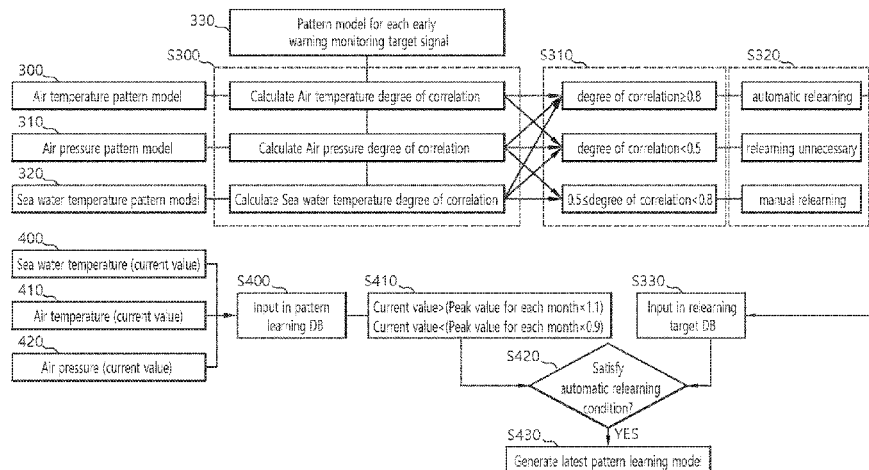 330
Pattern model for each early
warning monitoring target signal
S300
S310
S320
300
Air temperature pattern model
Calculate Air temperature degree of correlation
degree of correlation≥0.8
automatic relearning
310
Air pressure pattern model
Calculate Air pressure degree of correlation
degree of correlation<0.5
relearning unnecessary
320
Sea water temperature pattern model
Calculate Sea water temperature degree of correlation
0.5≤degree of correlation<0.8
manual relearning
400
Sea water temperature (current value)
410
Air temperature (current value)
420
Air pressure (current value)
S400
Input in pattern
learning DB
S410
Current value>(Peak value for each month×1.1)
Current value<(Peak value for each month×0.9)
S330
Input in relearning
target DB
S420
Satisfy
automatic relearning
condition?
YES
S430
Generate latest pattern learning model